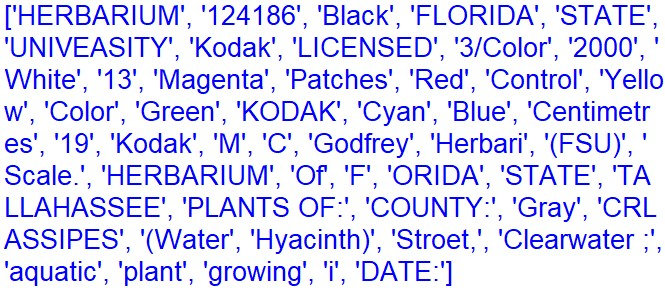 ['HERBARIUM', '124186', 'Black', 'FLORIDA', 'STATE',
'UNIVEASITY', 'Kodak', 'LICENSED', '3/Color', '2000', '
White', '13', 'Magenta', 'Patches', 'Red', 'Control', 'Yello
w', 'Color', 'Green', 'KODAK', 'Cyan', 'Blue', 'Centimetr
es', '19', 'Kodak', 'M', 'C', 'Godfrey', 'Herbari', '(FSU)', '
Scale.', 'HERBARIUM', 'Of', 'F', 'ORIDA', 'STATE', 'TA
LLAHASSEE', 'PLANTS OF:', 'COUNTY:', 'Gray', 'CRL
ASSIPES', '(Water', 'Hyacinth)', 'Stroet,', 'Clearwater ;',
'aquatic', 'plant', 'growing', 'i', 'DATE:']